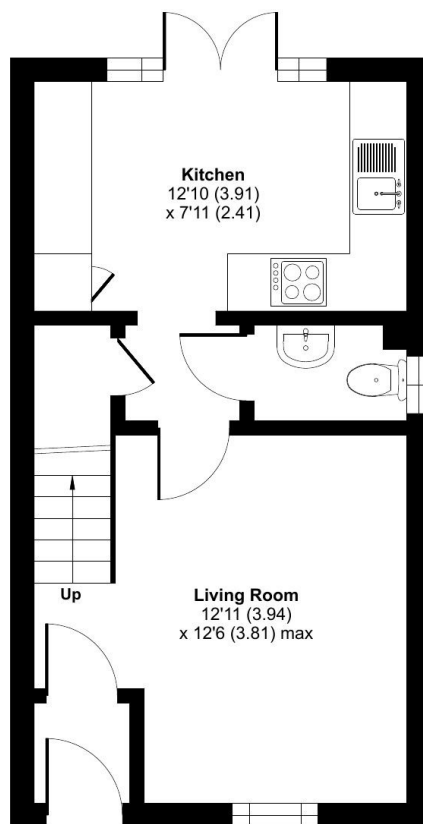 Kitchen
12'10 (3.91)
x 7'11 (2.41)
Up
Living Room
12'11 (3.94)
x 12'6 (3.81) max